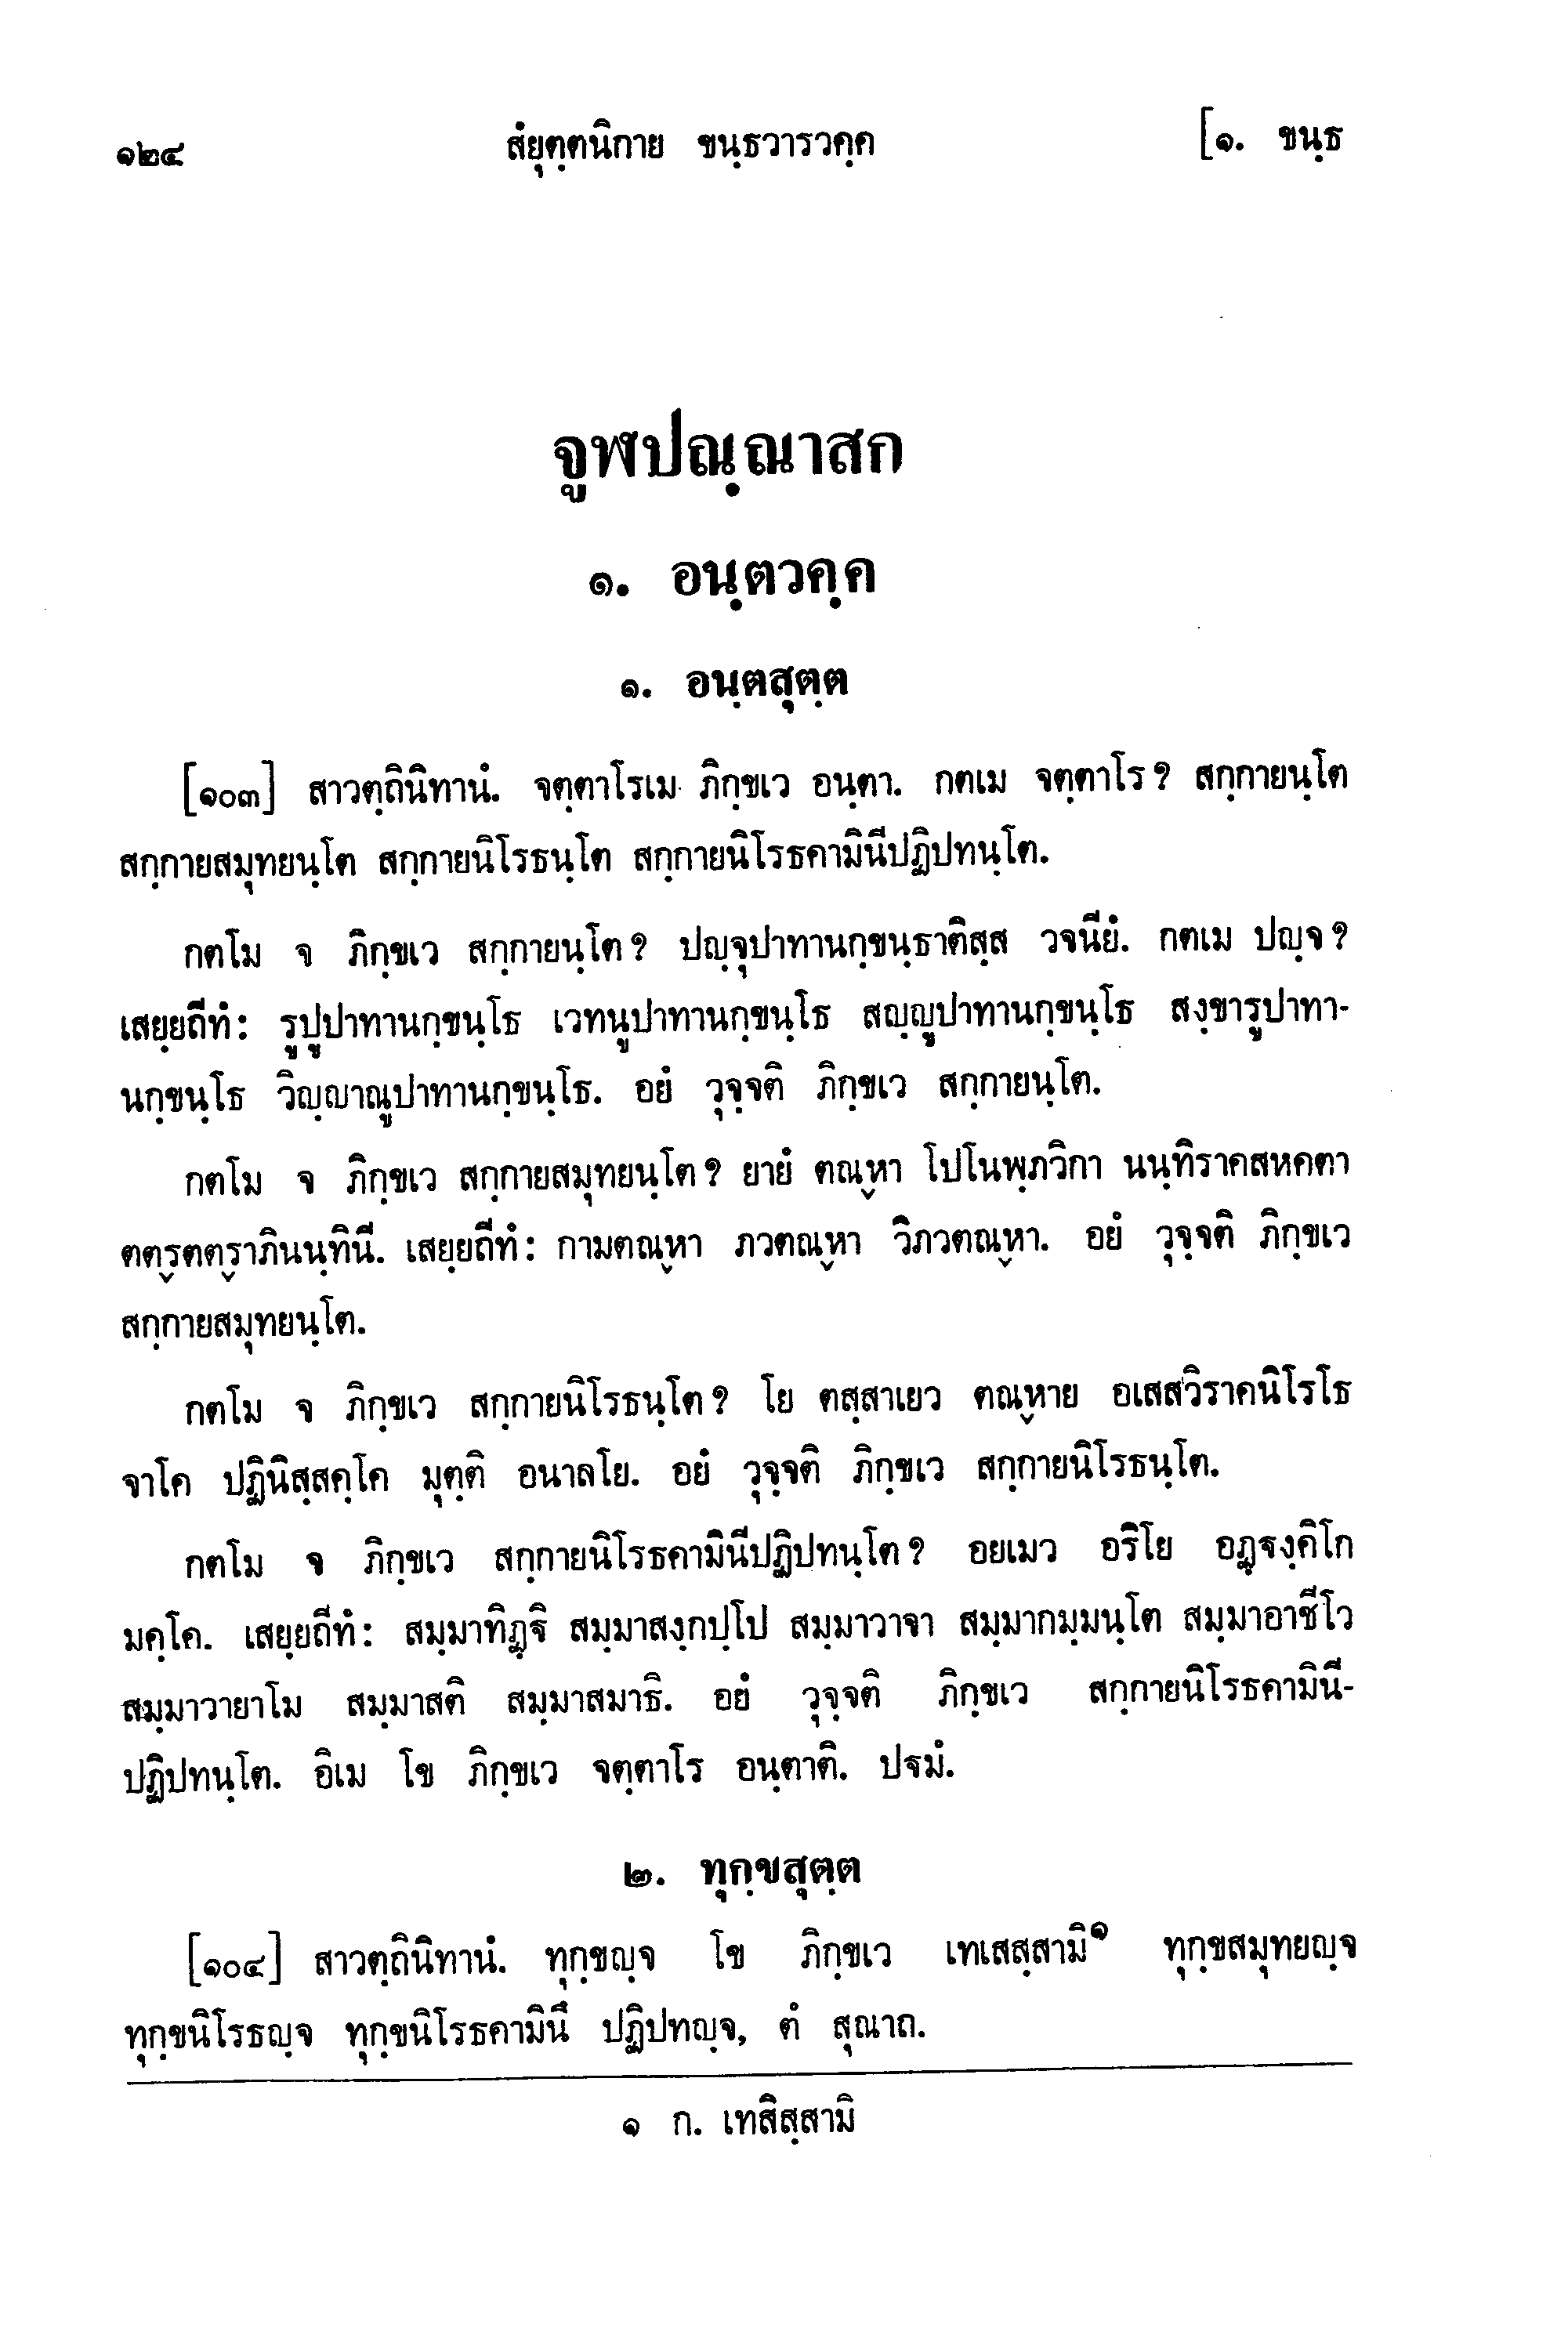 ๑๒๔ สํยุตฺตนิกาย ขนฺธวารวคฺค [๑. ขนฺธ
จูฬปณฺณาสก
๑. อนฺตวคฺค
๑. อนฺตสุตฺต
[๑๐๓] สาวตฺถินิทานํ. จตฺตาโรเม ภิกฺขเว อนฺตา. กตเม จตฺตาโร ? สกฺกายนฺโต
สกฺกายสมุทยนฺโต สกฺกายนิโรธนฺโต สกฺกายนิโรธคามินีปฏิปทนฺโต.
กตโม จ ภิกฺขเว สกฺกายนฺโต ? ปญฺจุปาทานกฺขนฺธาติสฺส วจนียํ. กตเม ปญฺจ ?
เสยฺยถีทํ: รูปูปาทานกฺขนฺโธ เวทนูปาทานกฺขนฺโธ สญฺญูปาทานกฺขนฺโธ สงฺขารูปาทา-
นกฺขนฺโธ วิญฺญาณูปาทานกฺขนฺโธ. อยํ วุจฺจติ ภิกฺขเว สกฺกายนฺโต.
กตโม จ ภิกฺขเว สกฺกายสมุทยนฺโต ? ยายํ ตณฺหา โปโนพฺภวิกา นนฺทิราคสหคตา
ตตฺรตตฺราภินนฺทินี. เสยฺยถีทํ: กามตณฺหา ภวตณฺหา วิภวตณฺหา. อยํ วุจฺจติ ภิกฺขเว
สกฺกายสมุทยนฺโต.
กตโม จ ภิกฺขเว สกฺกายนิโรธนฺโต ? โย ตสฺสาเยว ตณฺหาย อเสสวิราคนิโรโธ
จาโค ปฏินิสฺสคฺโค มุตฺติ อนาลโย. อยํ วุจฺจติ ภิกฺขเว สกฺกายนิโรธนฺโต.
กตโม จ ภิกฺขเว สกฺกายนิโรธคามินีปฏิปทนฺโต ? อยเมว อริโย อฏฺฐงฺคิโก
มคฺโค. เสยฺยถีทํ: สมฺมาทิฏฺฐิ สมฺมาสงฺกปฺโป สมฺมาวาจา สมฺมากมฺมนฺโต สมฺมาอาชีโว
สมฺมาวายาโม สมฺมาสติ สมฺมาสมาธิ. อยํ วุจฺจติ ภิกฺขเว สกฺกายนิโรธคามินี-
ปฏิปทนฺโต. อิเม โข ภิกฺขเว จตฺตาโร อนฺตาติ. ปฐมํ.
๒. ทุกฺขสุตฺต
[๑๐๔] สาวตฺถินิทานํ. ทุกฺขญฺจ โข ภิกฺขเว เทเสสฺสามิ๑ ทุกฺขสมุทยญฺจ
ทุกฺขนิโรธญฺจ ทุกฺขนิโรธคามินึ ปฏิปทญฺจ, ตํ สุณาถ.
๑ ก. เทสิสฺสามิ